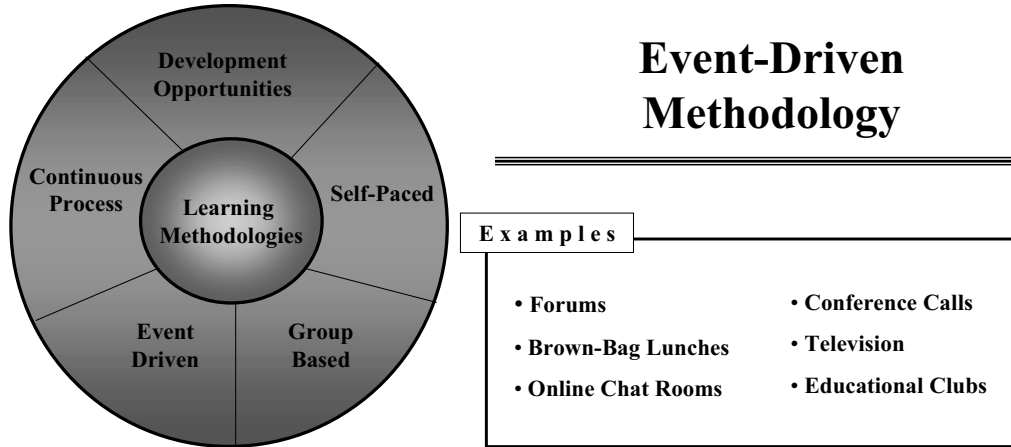 Development
Opportunities
Continuous
Process
Learning
Methodologies
Self-Paced
Event
Driven
Group
Based
Event-Driven
Methodology
Examples
• Forums
• Brown-Bag Lunches
• Online Chat Rooms
• Conference Calls
• Television
• Educational Clubs